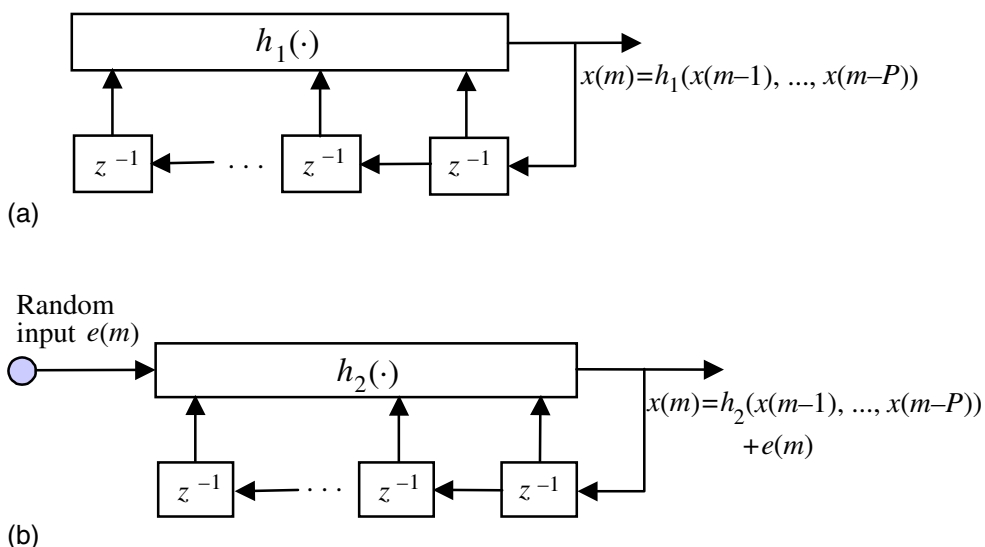 h₁(·)
x(m)=h₁(x(m–1), ..., x(m–P))
z ⁻¹ . . . z ⁻¹ z ⁻¹
(a)
Random
input e(m)
h₂(·)
x(m)=h₂(x(m–1), ..., x(m–P))
+e(m)
z ⁻¹ . . . z ⁻¹ z ⁻¹
(b)